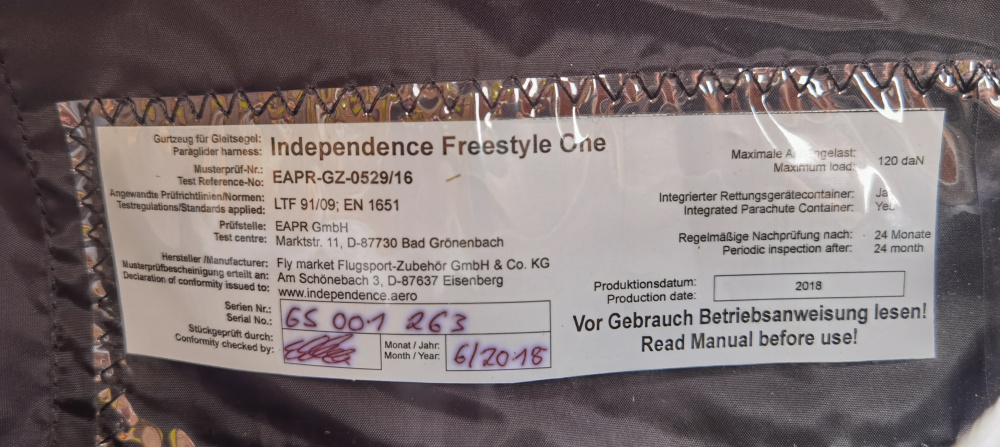 Gurtzeug für Gleitsegel:
Paraglider harness:
Independence Freestyle One
Musterprüf-Nr.:
Test Reference-No:
EAPR-GZ-0529/16
Angewandte Prüfrichtlinien/Normen:
Testregulations/Standards applied:
LTF 91/09; EN 1651
Prüfstelle: EAPR GmbH
Test centre: Marktstr. 11, D-87730 Bad Grönenbach
Hersteller /Manufacturer: Fly market Flugsport-Zubehör GmbH & Co. KG
Musterprüfbescheinigung erteilt an: Am Schönebach 3, D-87637 Eisenberg
Declaration of conformity issued to: www.independence.aero
Serien Nr.:
Serial No.:
GS 001 263
Stückgeprüft durch:
Conformity checked by:
Monat / Jahr:
Month / Year:
6/2018
Maximale
Maximum load:
120 daN
Integrierter Rettungsgerätecontainer:
Integrated Parachute Container:
Regelmäßige Nachprüfung nach: 24 Monate
Periodic inspection after: 24 month
Produktionsdatum:
Production date:
2018
Vor Gebrauch Betriebsanweisung lesen!
Read Manual before use!